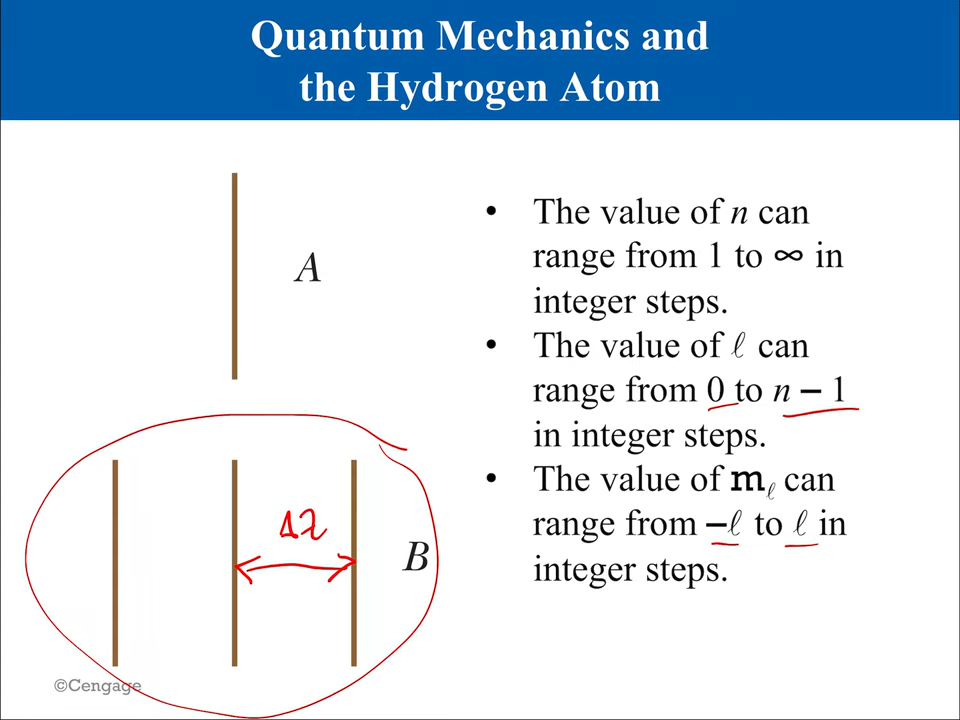 Quantum Mechanics and
the Hydrogen Atom
A
• The value of n can
range from 1 to ∞ in
integer steps.
• The value of ℓ can
range from 0 to n – 1
in integer steps.
• The value of mℓ can
range from –ℓ to ℓ in
integer steps.
Δλ
B
©Cengage